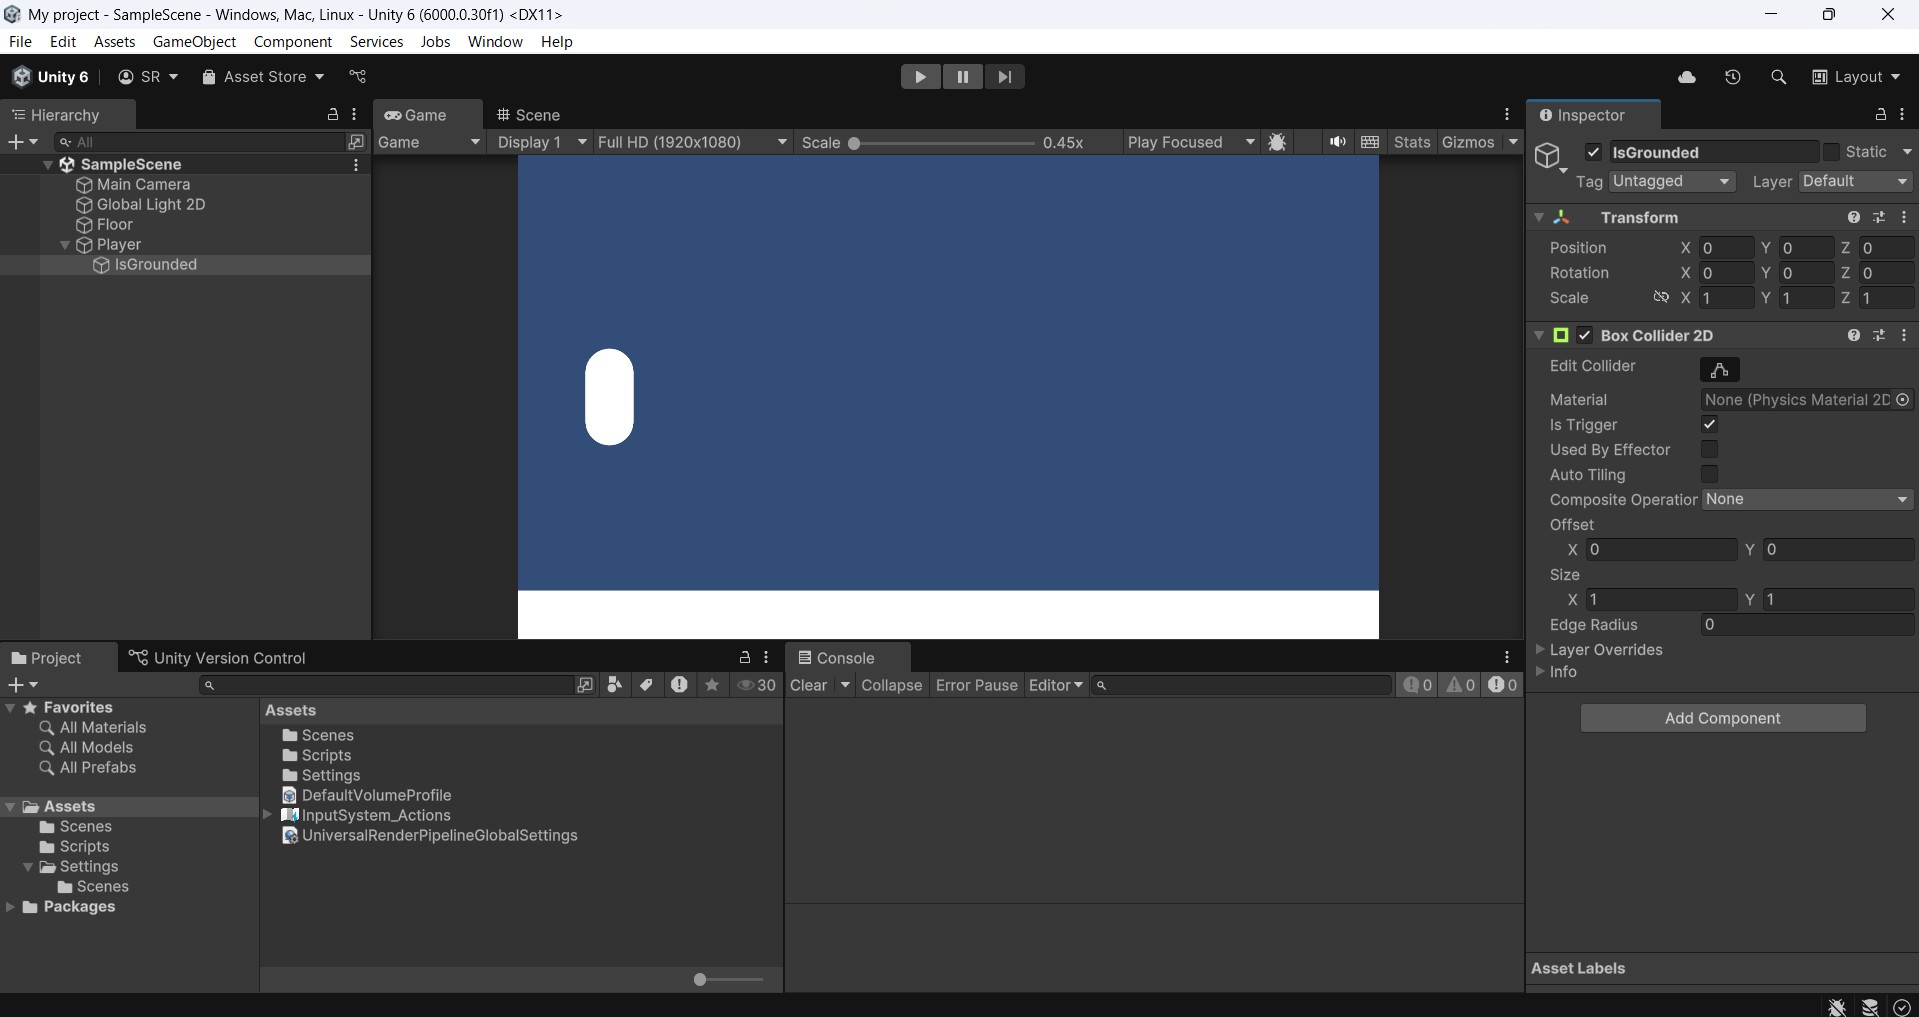 My project - SampleScene - Windows, Mac, Linux - Unity 6 (6000.0.30f1) <DX11>
File Edit Assets GameObject Component Services Jobs Window Help
Unity 6 SR Asset Store Layout
Hierarchy
All
SampleScene
Main Camera
Global Light 2D
Floor
Player
IsGrounded
Game Scene
Game Display 1 Full HD (1920x1080) Scale 0.45x Play Focused Stats Gizmos
Inspector
IsGrounded Static
Tag Untagged Layer Default
Transform
Position X 0 Y 0 Z 0
Rotation X 0 Y 0 Z 0
Scale X 1 Y 1 Z 1
Box Collider 2D
Edit Collider
Material None (Physics Material 2D
Is Trigger
Used By Effector
Auto Tiling
Composite Operation None
Offset
X 0 Y 0
Size
X 1 Y 1
Edge Radius 0
Layer Overrides
Info
Add Component
Asset Labels
Project Unity Version Control
30
Favorites
All Materials
All Models
All Prefabs
Assets
Scenes
Scripts
Settings
Scenes
Packages
Assets
Scenes
Scripts
Settings
DefaultVolumeProfile
InputSystem_Actions
UniversalRenderPipelineGlobalSettings
Console
Clear Collapse Error Pause Editor 0 0 0